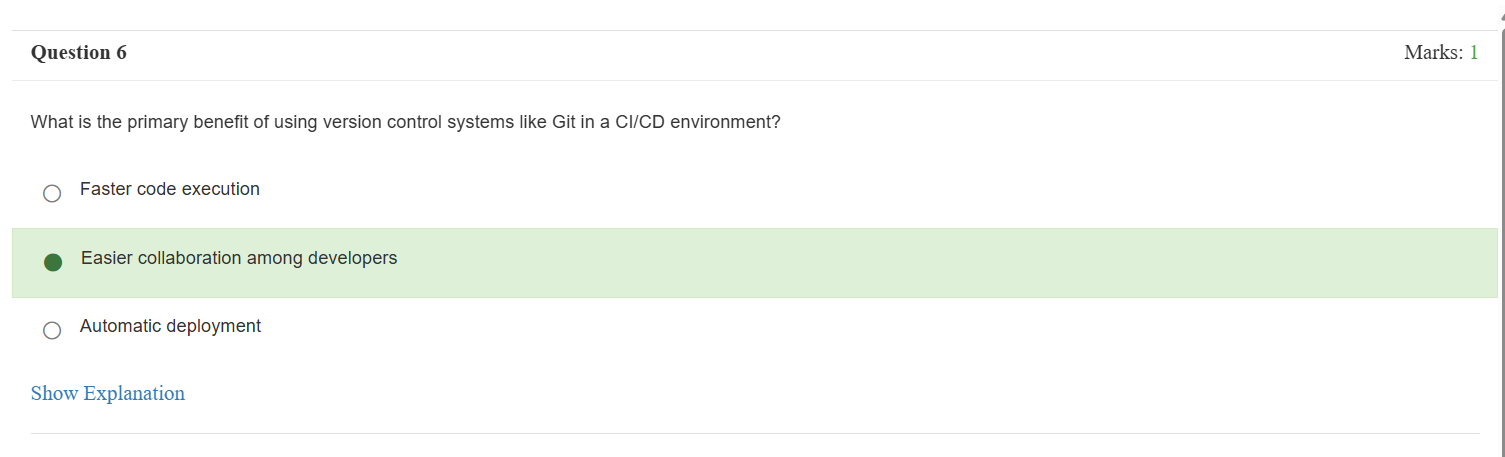 Question 6
Marks: 1
What is the primary benefit of using version control systems like Git in a CI/CD environment?
Faster code execution
Easier collaboration among developers
Automatic deployment
Show Explanation